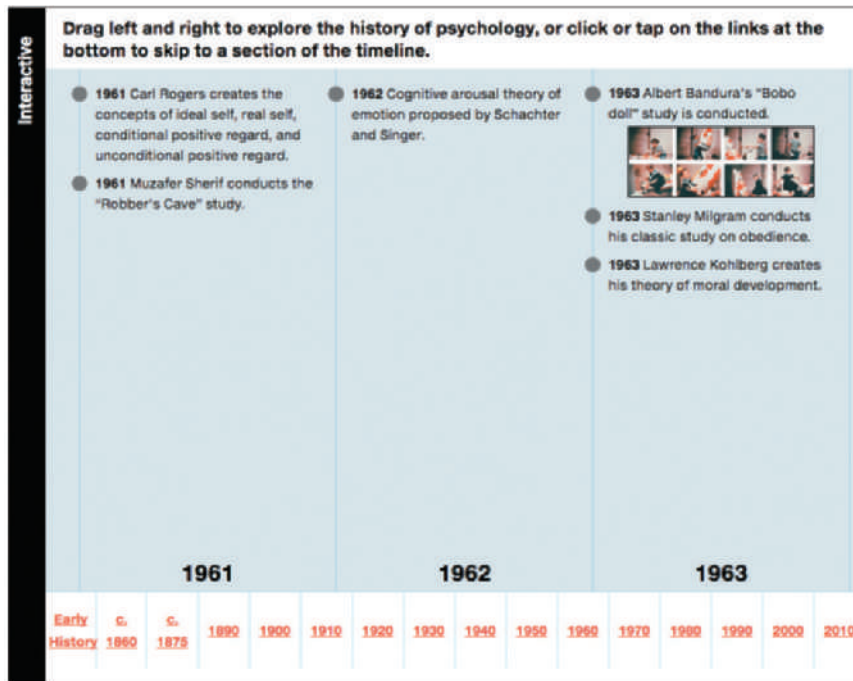 Interactive
Drag left and right to explore the history of psychology, or click or tap on the links at the
bottom to skip to a section of the timeline.
1961 Carl Rogers creates the
concepts of ideal self, real self,
conditional positive regard, and
unconditional positive regard.
1961 Muzafer Sherif conducts the
"Robber's Cave" study.
1962 Cognitive arousal theory of
emotion proposed by Schachter
and Singer.
1963 Albert Bandura's "Bobo
doll" study is conducted.
1963 Stanley Milgram conducts
his classic study on obedience.
1963 Lawrence Kohlberg creates
his theory of moral development.
1961 1962 1963
Early c. c. 1890 1900 1910 1920 1930 1940 1950 1960 1970 1980 1990 2000 2010
History 1860 1875